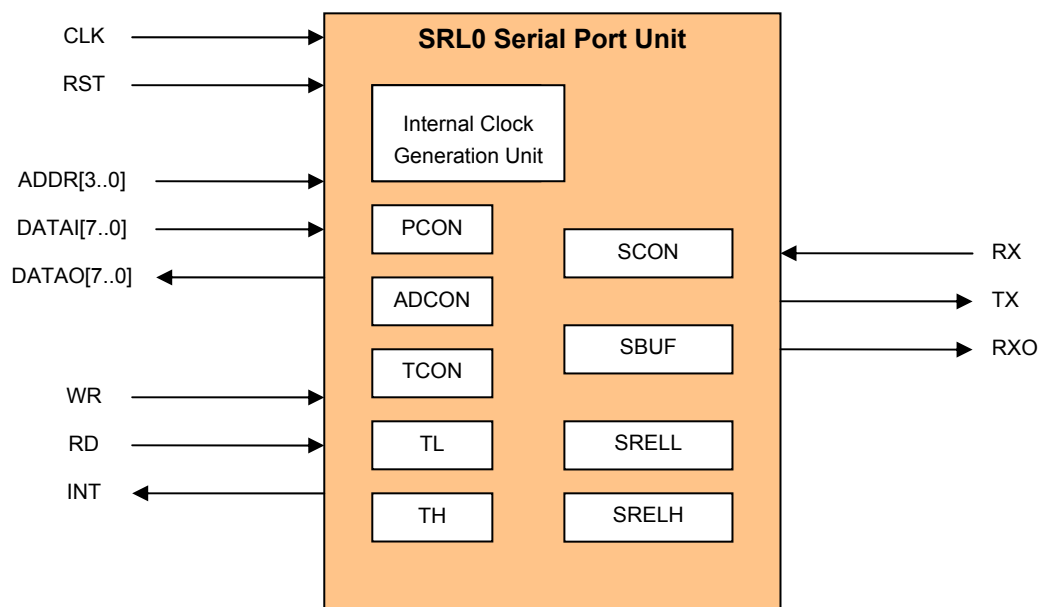 SRL0 Serial Port Unit
CLK
RST
ADDR[3..0]
DATAI[7..0]
DATAO[7..0]
WR
RD
INT
Internal Clock
Generation Unit
PCON
ADCON
TCON
TL
TH
SCON
SBUF
SRELL
SRELH
RX
TX
RXO